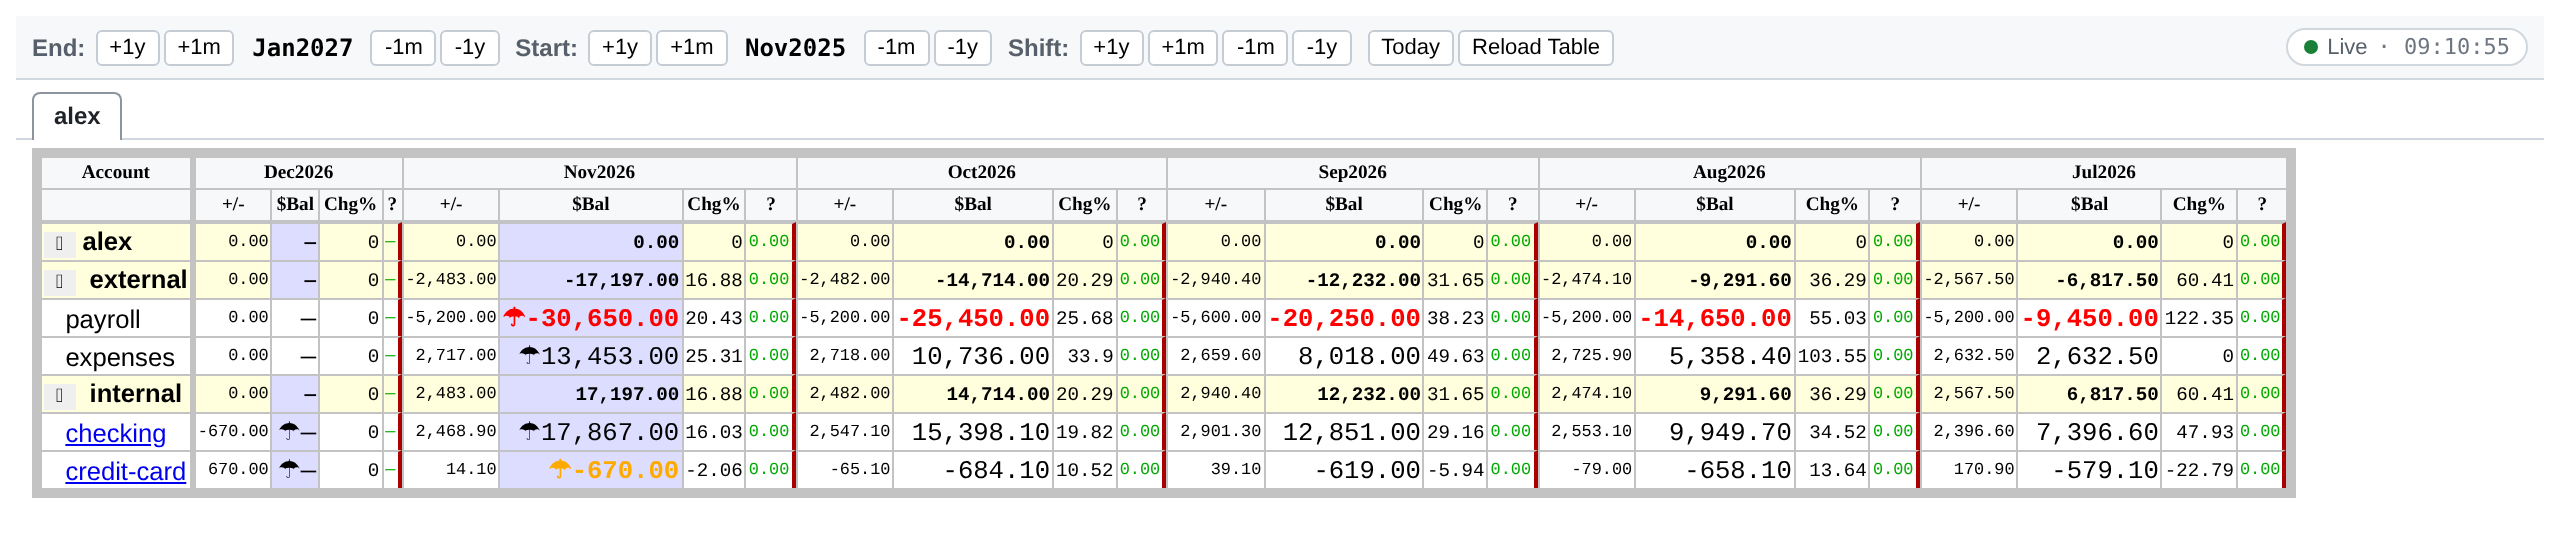 End: +1y +1m Jan2027 -1m -1y Start: +1y +1m Nov2025 -1m -1y Shift: +1y +1m -1m -1y Today Reload Table Live · 09:10:55
alex
Account Dec2026 Nov2026 Oct2026 Sep2026 Aug2026 Jul2026
+/- $Bal Chg% ? +/- $Bal Chg% ? +/- $Bal Chg% ? +/- $Bal Chg% ? +/- $Bal Chg% ? +/- $Bal Chg% ?
alex 0.00 — 0 — 0.00 0.00 0 0.00 0.00 0.00 0 0.00 0.00 0.00 0 0.00 0.00 0.00 0 0.00 0.00 0.00 0 0.00
external 0.00 — 0 — -2,483.00 -17,197.00 16.88 0.00 -2,482.00 -14,714.00 20.29 0.00 -2,940.40 -12,232.00 31.65 0.00 -2,474.10 -9,291.60 36.29 0.00 -2,567.50 -6,817.50 60.41 0.00
payroll 0.00 — 0 — -5,200.00 ☂-30,650.00 20.43 0.00 -5,200.00 -25,450.00 25.68 0.00 -5,600.00 -20,250.00 38.23 0.00 -5,200.00 -14,650.00 55.03 0.00 -5,200.00 -9,450.00 122.35 0.00
expenses 0.00 — 0 — 2,717.00 ☂13,453.00 25.31 0.00 2,718.00 10,736.00 33.9 0.00 2,659.60 8,018.00 49.63 0.00 2,725.90 5,358.40 103.55 0.00 2,632.50 2,632.50 0 0.00
internal 0.00 — 0 — 2,483.00 17,197.00 16.88 0.00 2,482.00 14,714.00 20.29 0.00 2,940.40 12,232.00 31.65 0.00 2,474.10 9,291.60 36.29 0.00 2,567.50 6,817.50 60.41 0.00
checking -670.00 ☂— 0 — 2,468.90 ☂17,867.00 16.03 0.00 2,547.10 15,398.10 19.82 0.00 2,901.30 12,851.00 29.16 0.00 2,553.10 9,949.70 34.52 0.00 2,396.60 7,396.60 47.93 0.00
credit-card 670.00 ☂— 0 — 14.10 ☂-670.00 -2.06 0.00 -65.10 -684.10 10.52 0.00 39.10 -619.00 -5.94 0.00 -79.00 -658.10 13.64 0.00 170.90 -579.10 -22.79 0.00